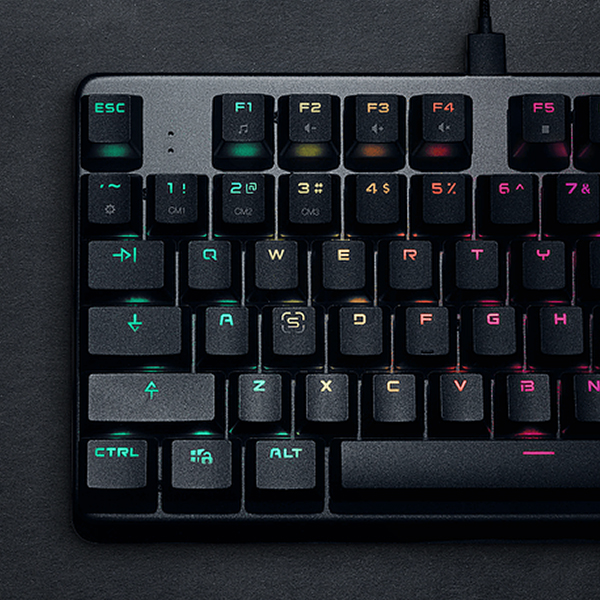 ESC F1 F2 F3 F4 F5
`~ 1! 2@ 3# 4$ 5% 6^ 7&
CM1 CM2 CM3
Q W E R T Y
A S D F G H
Z X C V B N
CTRL ALT